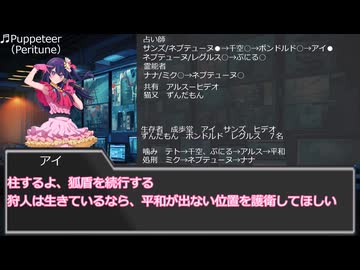 ♫Puppeteer
（Peritune）
占い師
サンズ/ネプテューヌ●→千空○→ボンドルド○→アイ●
ネプテューヌ/レグルス○→ぷにる○
霊能者
ナナ/ミク○→ネプテューヌ○
共有　アルスーヒデオ
猫又　ずんだもん
生存者　成歩堂　アイ　サンズ　ヒデオ
ずんだもん　ボンドルド　レグルス　７名
噛み　テト→千空、ぷにる→アルス→平和
処刑　ミク→ネプテューヌ→ナナ
アイ
柱するよ、狐盾を続行する
狩人は生きているなら、平和が出ない位置を護衛してほしい